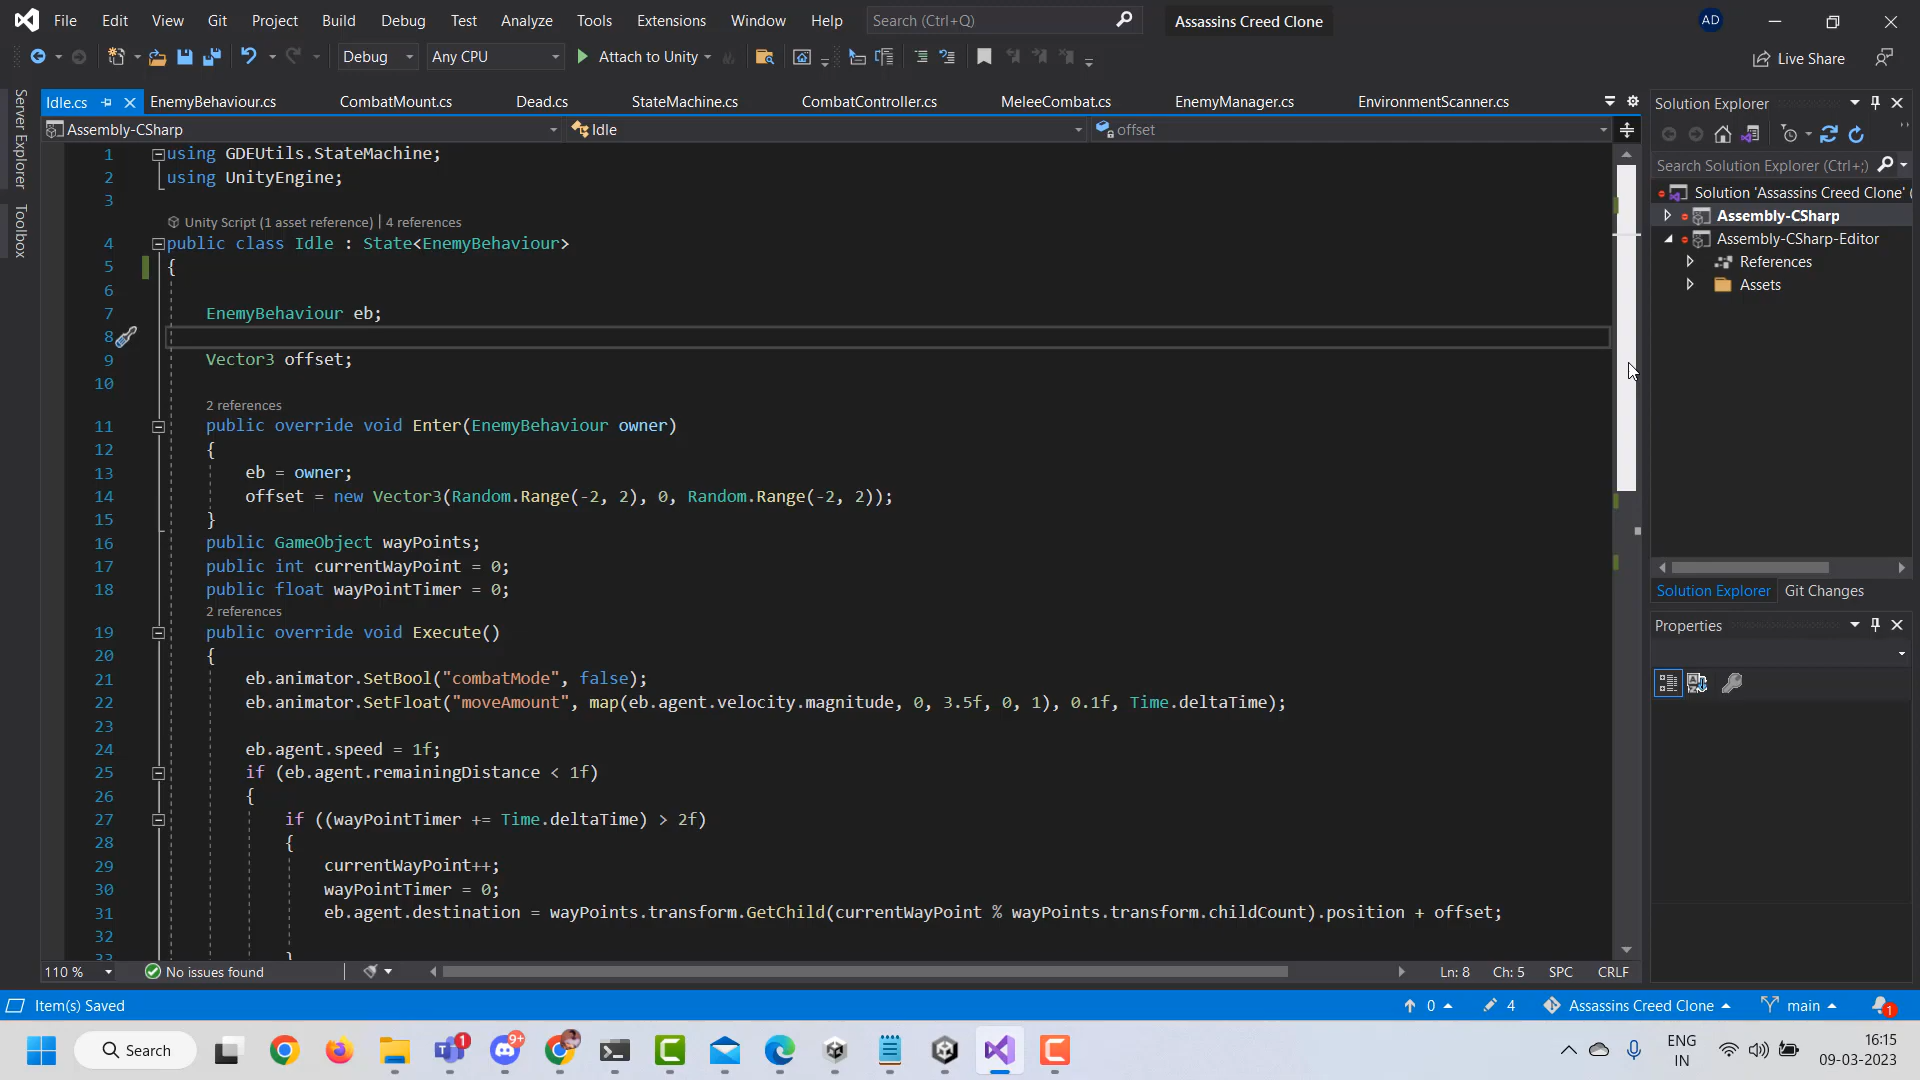 File Edit View Git Project Build Debug Test Analyze Tools Extensions Window Help Search (Ctrl+Q) Assassins Creed Clone AD
Debug Any CPU Attach to Unity Live Share
Server Explorer
Toolbox
Idle.cs EnemyBehaviour.cs CombatMount.cs Dead.cs StateMachine.cs CombatController.cs MeleeCombat.cs EnemyManager.cs EnvironmentScanner.cs
Assembly-CSharp Idle offset
1 using GDEUtils.StateMachine;
2 using UnityEngine;
3
Unity Script (1 asset reference) | 4 references
4 public class Idle : State<EnemyBehaviour>
5 {
6
7 EnemyBehaviour eb;
8
9 Vector3 offset;
10
2 references
11 public override void Enter(EnemyBehaviour owner)
12 {
13 eb = owner;
14 offset = new Vector3(Random.Range(-2, 2), 0, Random.Range(-2, 2));
15 }
16 public GameObject wayPoints;
17 public int currentWayPoint = 0;
18 public float wayPointTimer = 0;
2 references
19 public override void Execute()
20 {
21 eb.animator.SetBool("combatMode", false);
22 eb.animator.SetFloat("moveAmount", map(eb.agent.velocity.magnitude, 0, 3.5f, 0, 1), 0.1f, Time.deltaTime);
23
24 eb.agent.speed = 1f;
25 if (eb.agent.remainingDistance < 1f)
26 {
27 if ((wayPointTimer += Time.deltaTime) > 2f)
28 {
29 currentWayPoint++;
30 wayPointTimer = 0;
31 eb.agent.destination = wayPoints.transform.GetChild(currentWayPoint % wayPoints.transform.childCount).position + offset;
32
33 }
110 % No issues found Ln: 8 Ch: 5 SPC CRLF
Solution Explorer
Search Solution Explorer (Ctrl+;)
Solution 'Assassins Creed Clone' (
Assembly-CSharp
Assembly-CSharp-Editor
References
Assets
Solution Explorer Git Changes
Properties
Item(s) Saved 0 4 Assassins Creed Clone main 1
Search 1 9+ ENG IN 16:15 09-03-2023